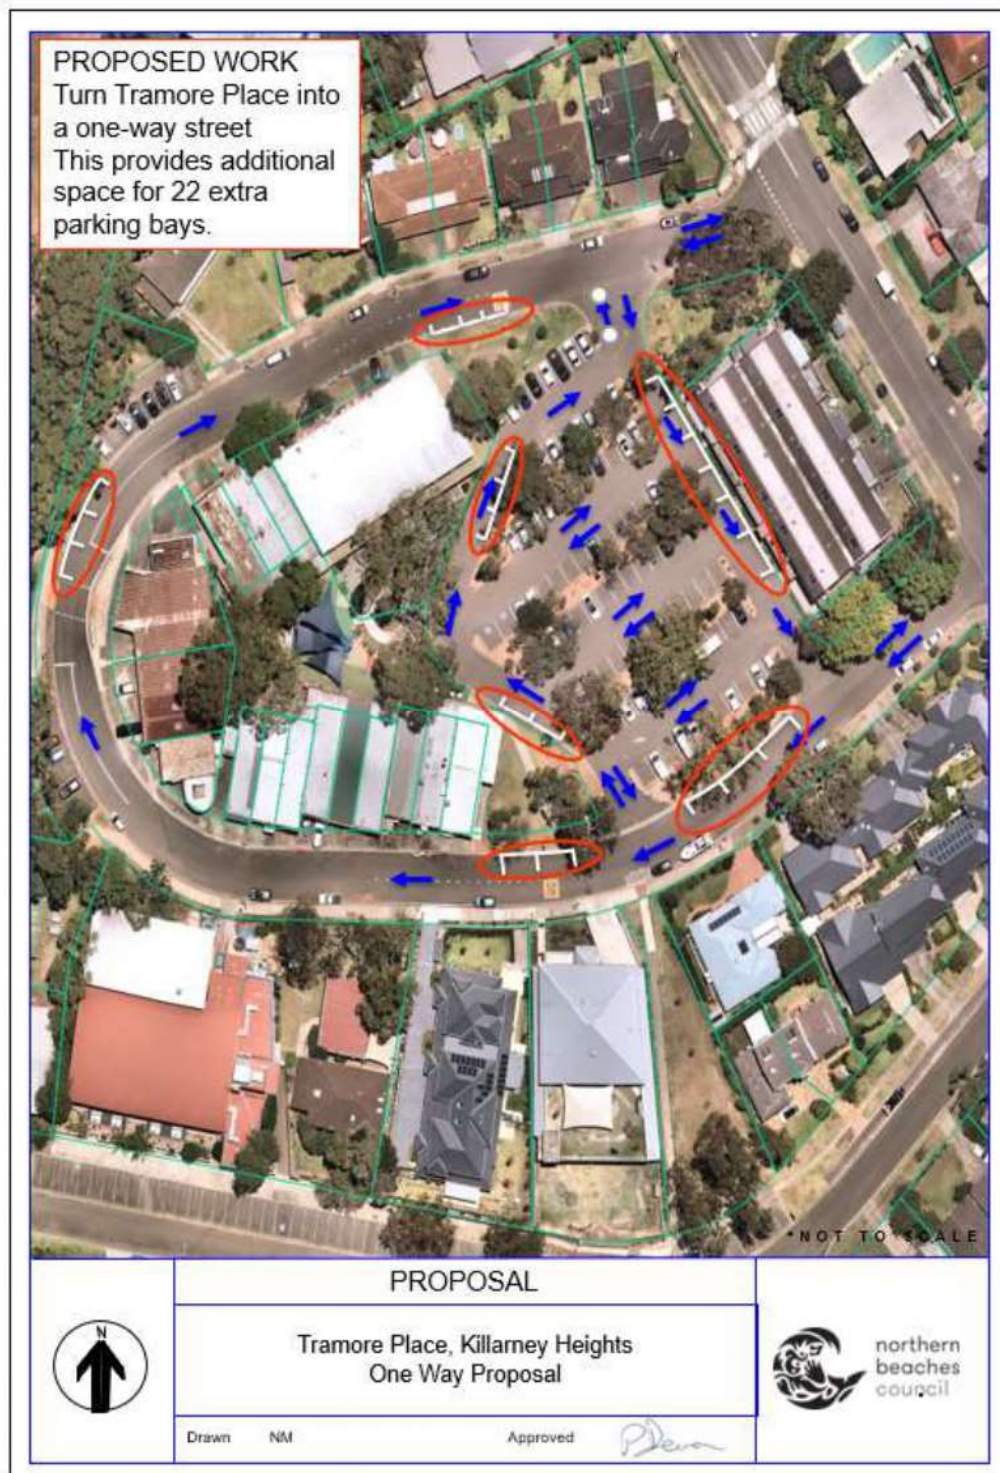 PROPOSED WORK
Turn Tramore Place into
a one-way street
This provides additional
space for 22 extra
parking bays.
*NOT TO SCALE
PROPOSAL
N
Tramore Place, Killarney Heights
One Way Proposal
northern
beaches
council
Drawn NM Approved